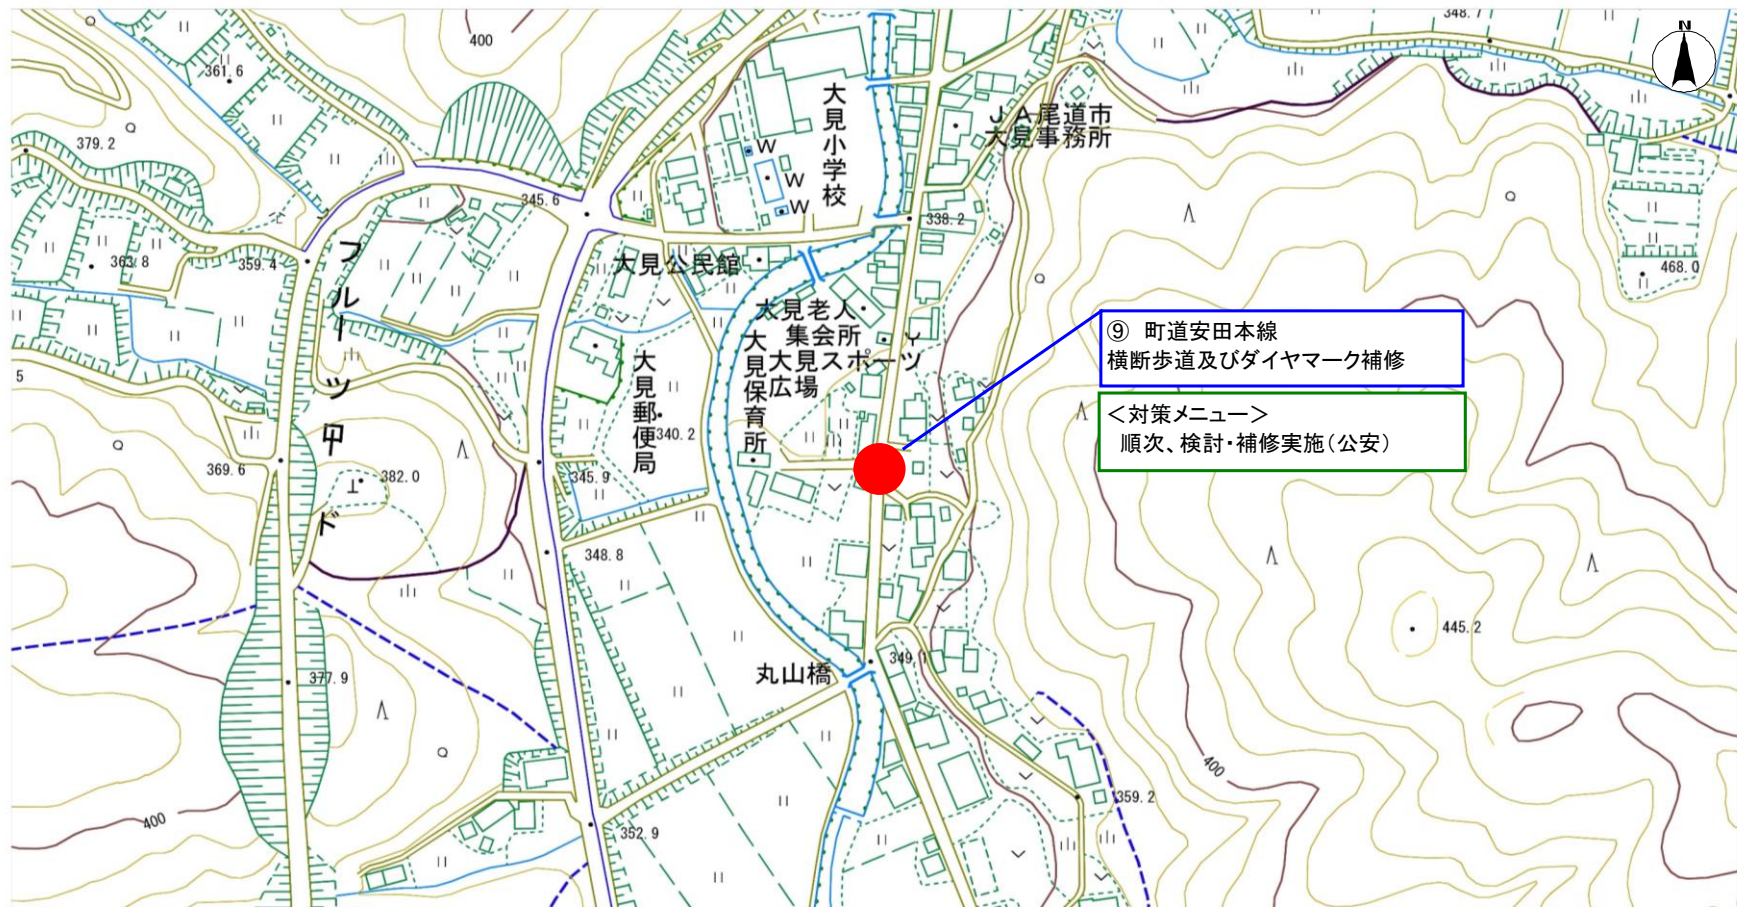 N
348.7
400
361.6
大見小学校
JA尾道市
大見事務所
379.2
W
W
W
345.6
338.2
363.8
359.4
フルーツロード
大見公民館
468.0
大見老人
集会所
大見スポーツ
広場
大見保育所
大見郵便局
⑨ 町道安田本線
横断歩道及びダイヤマーク補修
<対策メニュー>
順次、検討・補修実施(公安)
5
340.2
369.6
382.0
345.9
348.8
445.2
349.1
丸山橋
377.9
400
359.2
400
352.9